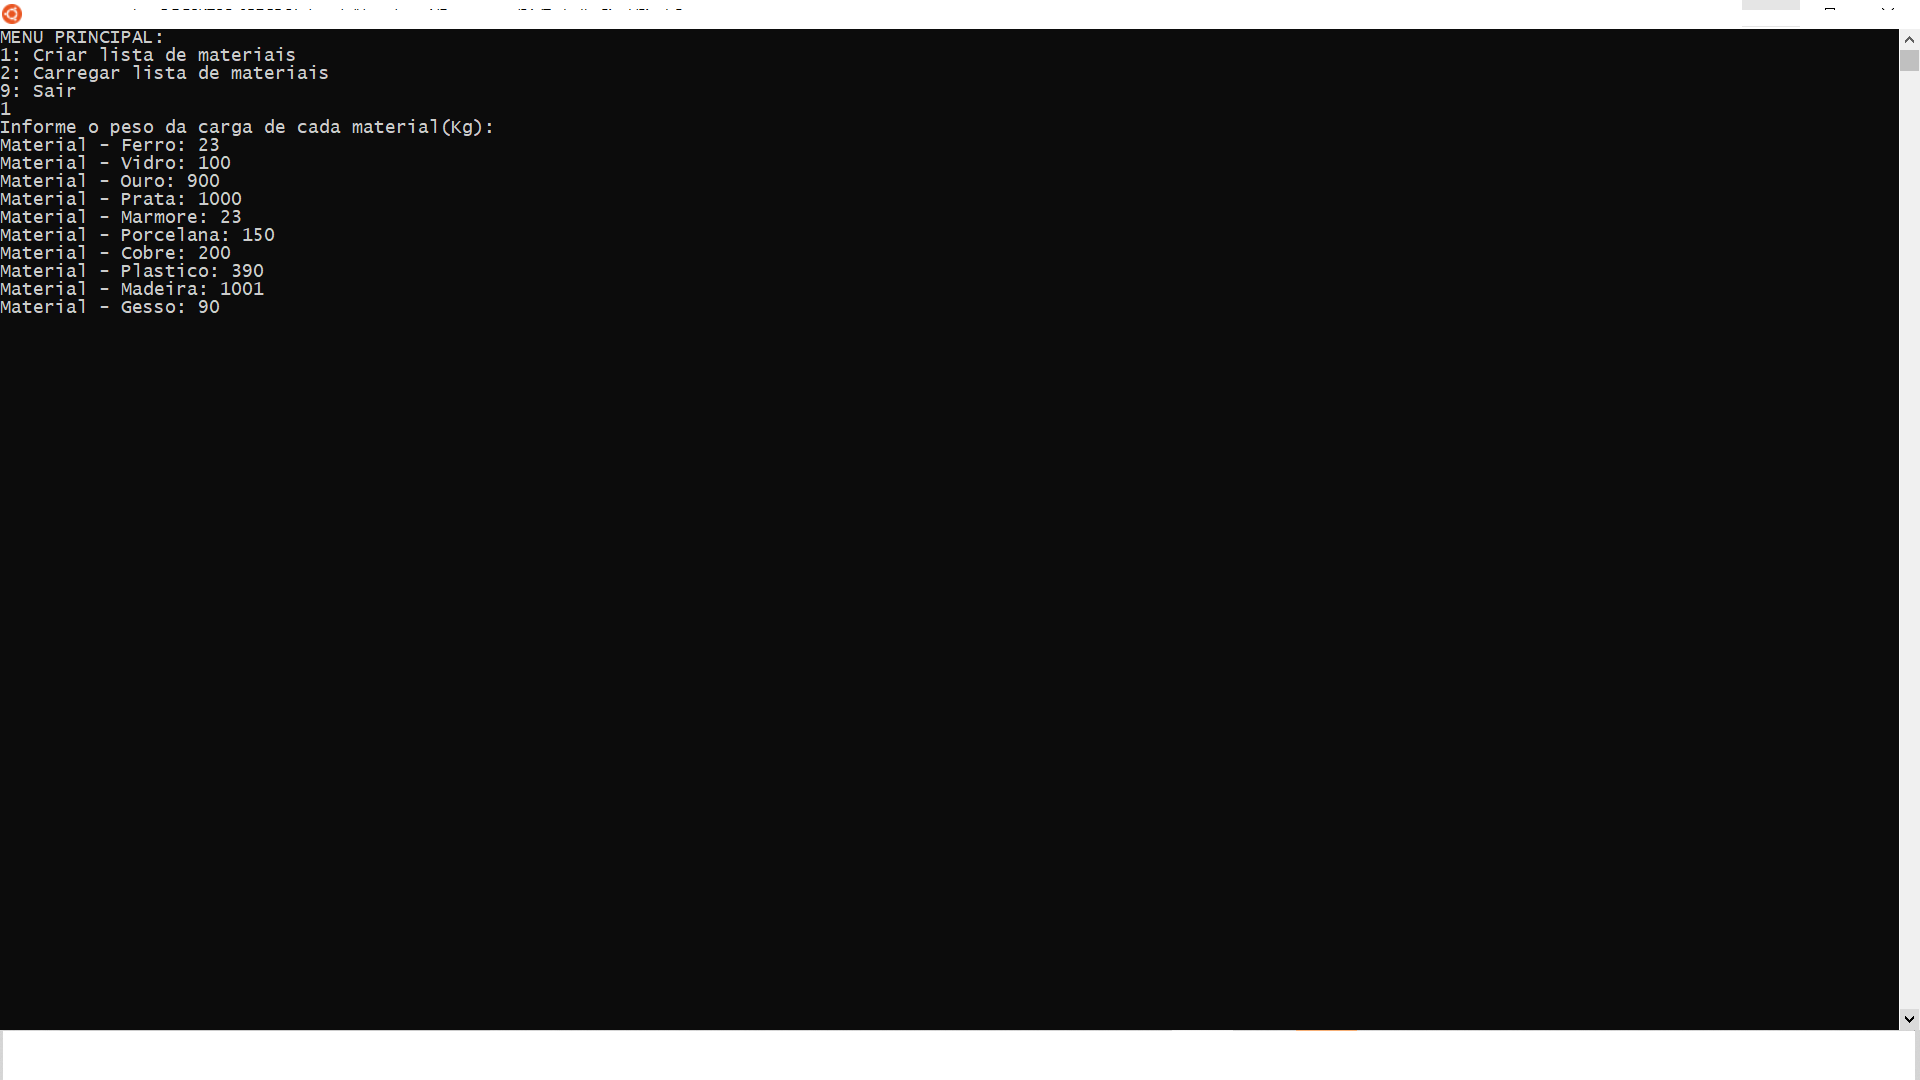 MENU PRINCIPAL:
1: Criar lista de materiais
2: Carregar lista de materiais
9: Sair
1
Informe o peso da carga de cada material(Kg):
Material - Ferro: 23
Material - Vidro: 100
Material - Ouro: 900
Material - Prata: 1000
Material - Marmore: 23
Material - Porcelana: 150
Material - Cobre: 200
Material - Plastico: 390
Material - Madeira: 1001
Material - Gesso: 90